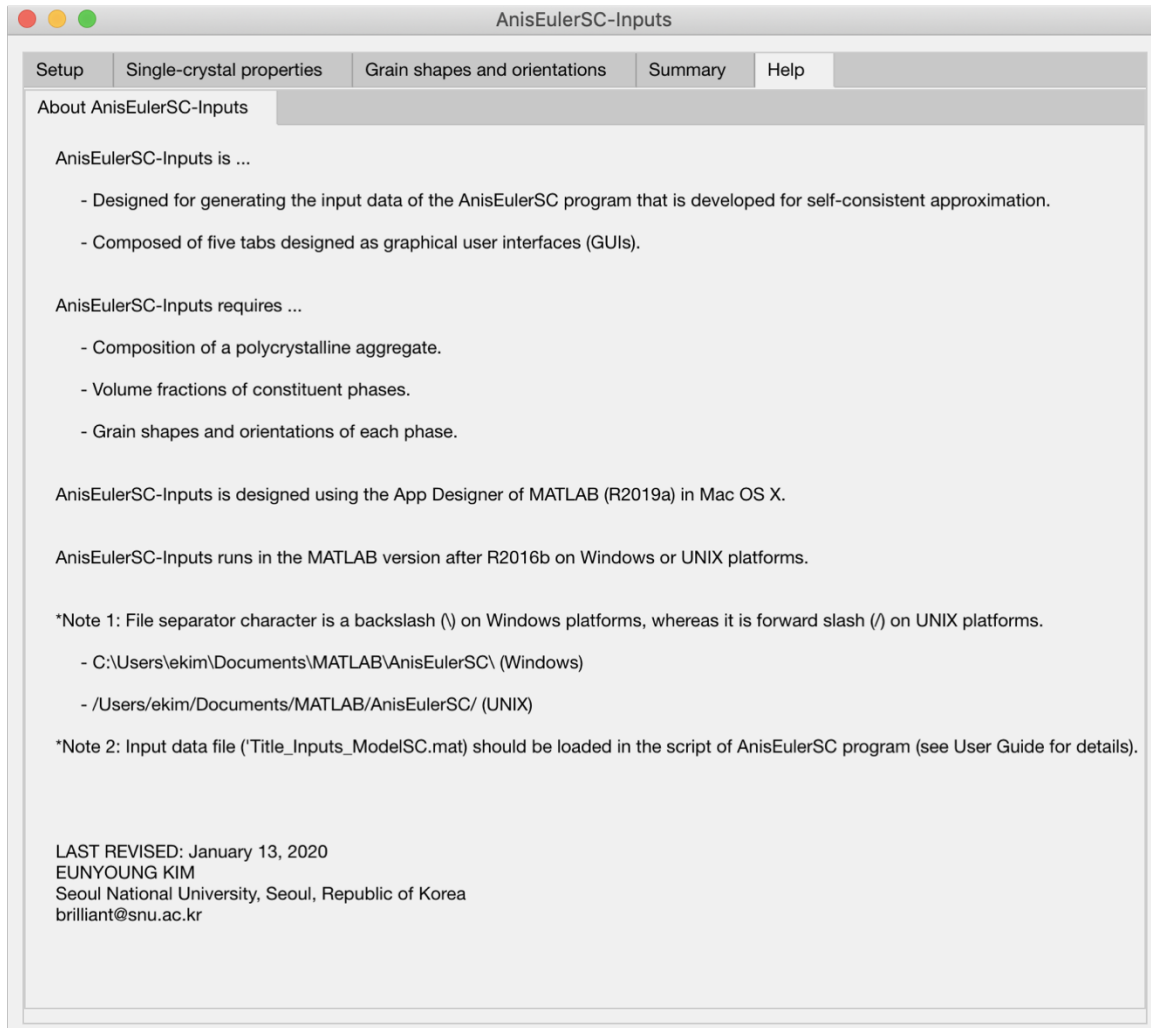 AnisEulerSC-Inputs
Setup
Single-crystal properties
Grain shapes and orientations
Summary
Help
About AnisEulerSC-Inputs
AnisEulerSC-Inputs is ...
- Designed for generating the input data of the AnisEulerSC program that is developed for self-consistent approximation.
- Composed of five tabs designed as graphical user interfaces (GUIs).
AnisEulerSC-Inputs requires ...
- Composition of a polycrystalline aggregate.
- Volume fractions of constituent phases.
- Grain shapes and orientations of each phase.
AnisEulerSC-Inputs is designed using the App Designer of MATLAB (R2019a) in Mac OS X.
AnisEulerSC-Inputs runs in the MATLAB version after R2016b on Windows or UNIX platforms.
*Note 1: File separator character is a backslash (\) on Windows platforms, whereas it is forward slash (/) on UNIX platforms.
- C:\Users\ekim\Documents\MATLAB\AnisEulerSC\ (Windows)
- /Users/ekim/Documents/MATLAB/AnisEulerSC/ (UNIX)
*Note 2: Input data file ('Title_Inputs_ModelSC.mat) should be loaded in the script of AnisEulerSC program (see User Guide for details).
LAST REVISED: January 13, 2020
EUNYOUNG KIM
Seoul National University, Seoul, Republic of Korea
brilliant@snu.ac.kr